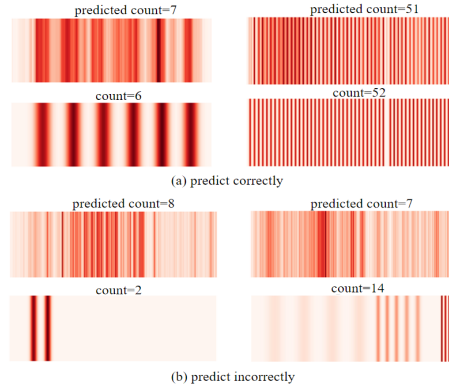 predicted count=7
predicted count=51
count=6
count=52
(a) predict correctly
predicted count=8
predicted count=7
count=2
count=14
(b) predict incorrectly